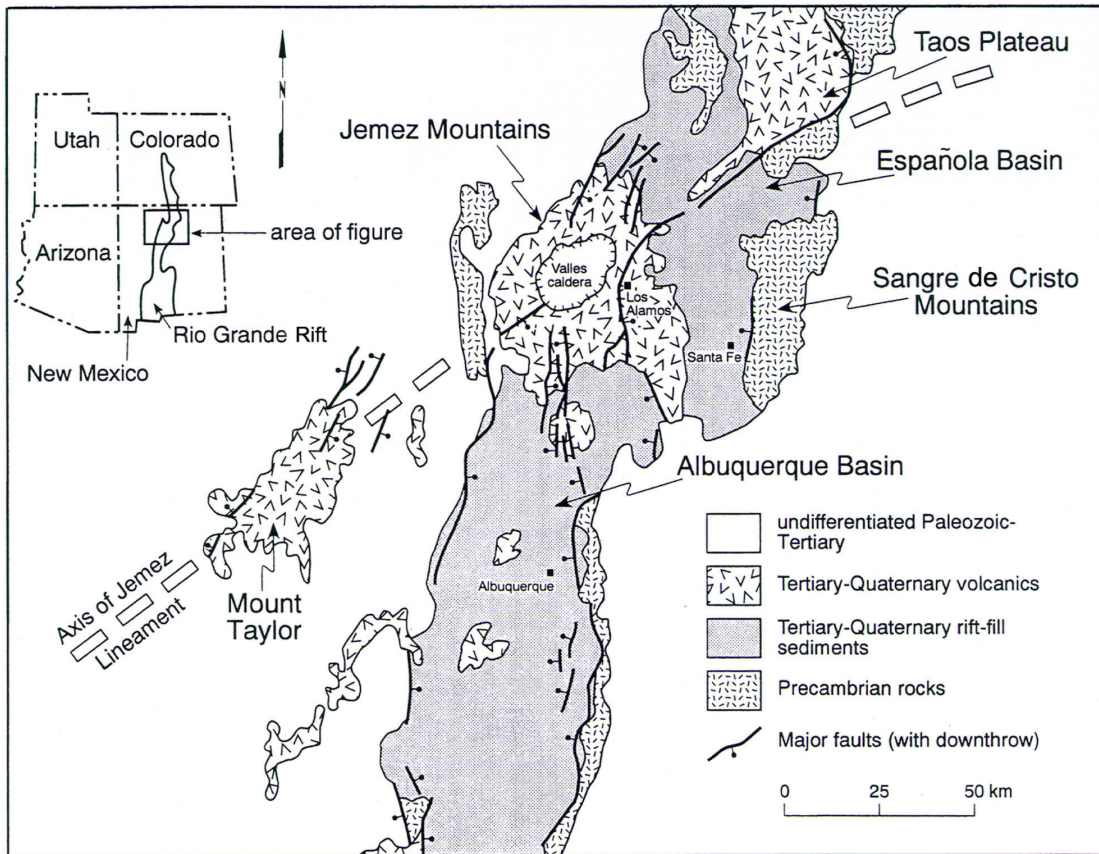 N
Utah
Colorado
Arizona
area of figure
Rio Grande Rift
New Mexico
Taos Plateau
Jemez Mountains
Española Basin
Valles
caldera
Los
Alamos
Santa Fe
Sangre de Cristo
Mountains
Albuquerque Basin
Albuquerque
Axis of Jemez
Lineament
Mount
Taylor
undifferentiated Paleozoic-
Tertiary
Tertiary-Quaternary volcanics
Tertiary-Quaternary rift-fill
sediments
Precambrian rocks
Major faults (with downthrow)
0 25 50 km